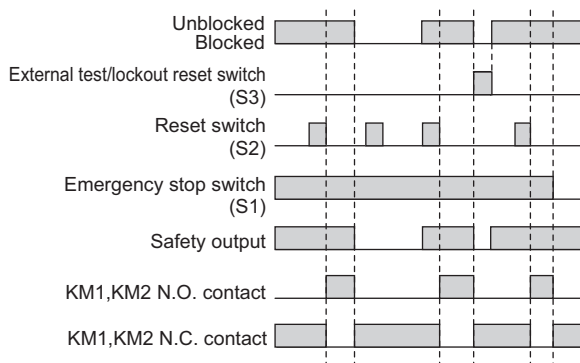 Unblocked
Blocked
External test/lockout reset switch
(S3)
Reset switch
(S2)
Emergency stop switch
(S1)
Safety output
KM1,KM2 N.O. contact
KM1,KM2 N.C. contact